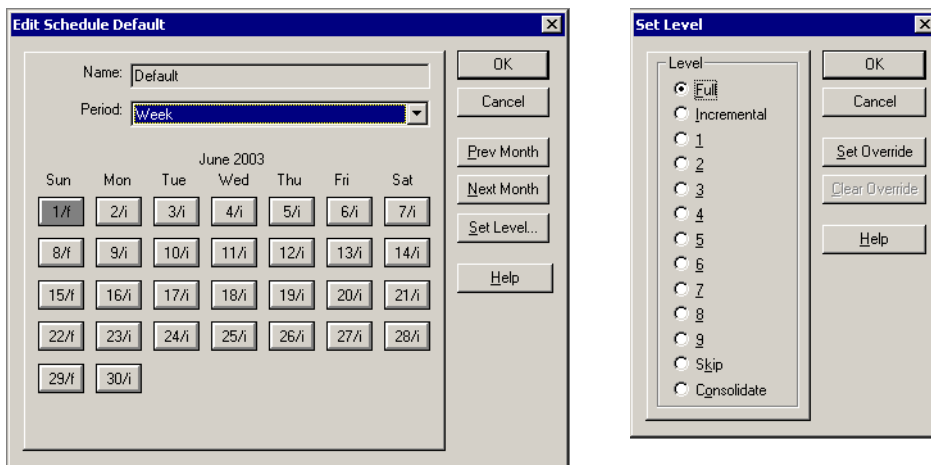 Edit Schedule Default
Name: Default
Period: Week
June 2003
Sun Mon Tue Wed Thu Fri Sat
1/f 2/i 3/i 4/i 5/i 6/i 7/i
8/f 9/i 10/i 11/i 12/i 13/i 14/i
15/f 16/i 17/i 18/i 19/i 20/i 21/i
22/f 23/i 24/i 25/i 26/i 27/i 28/i
29/f 30/i
OK
Cancel
Prev Month
Next Month
Set Level...
Help
Set Level
Level
Full
Incremental
1
2
3
4
5
6
7
8
9
Skip
Consolidate
OK
Cancel
Set Override
Clear Override
Help